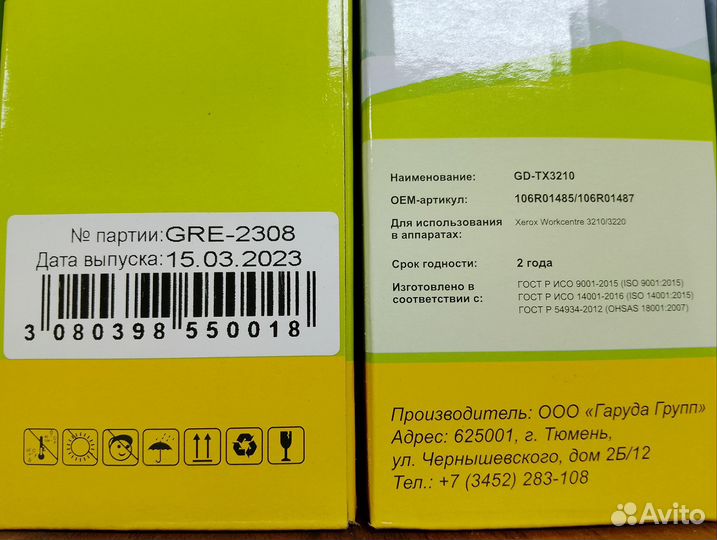 № партии: GRE-2308
Дата выпуска: 15.03.2023
3 080398 550018
Наименование: GD-TX3210
OEM-артикул: 106R01485/106R01487
Для использования Xerox Workcentre 3210/3220
в аппаратах:
Срок годности: 2 года
Изготовлено в ГОСТ Р ИСО 9001-2015 (ISO 9001:2015)
соответствии с: ГОСТ Р ИСО 14001-2016 (ISO 14001:2015)
ГОСТ Р 54934-2012 (OHSAS 18001:2007)
Производитель: ООО «Гаруда Групп»
Адрес: 625001, г. Тюмень,
ул. Чернышевского, дом 2Б/12
Тел.: +7 (3452) 283-108
Avito